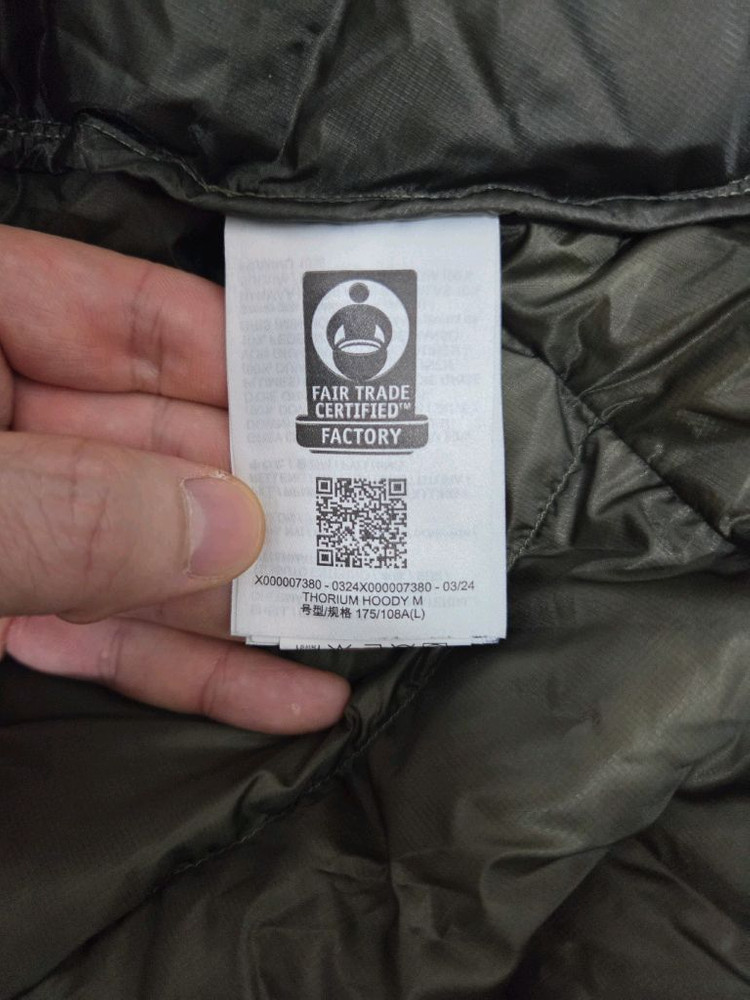 FAIR TRADE
CERTIFIED™
FACTORY
X000007380 - 0324X000007380 - 03/24
THORIUM HOODY M
号型/规格 175/108A(L)